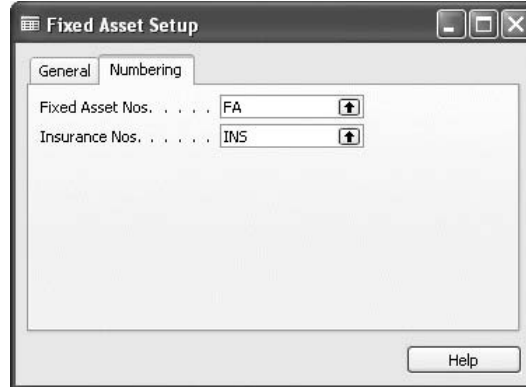 Fixed Asset Setup
General Numbering
Fixed Asset Nos. . . . . . FA
Insurance Nos. . . . . . . INS
Help